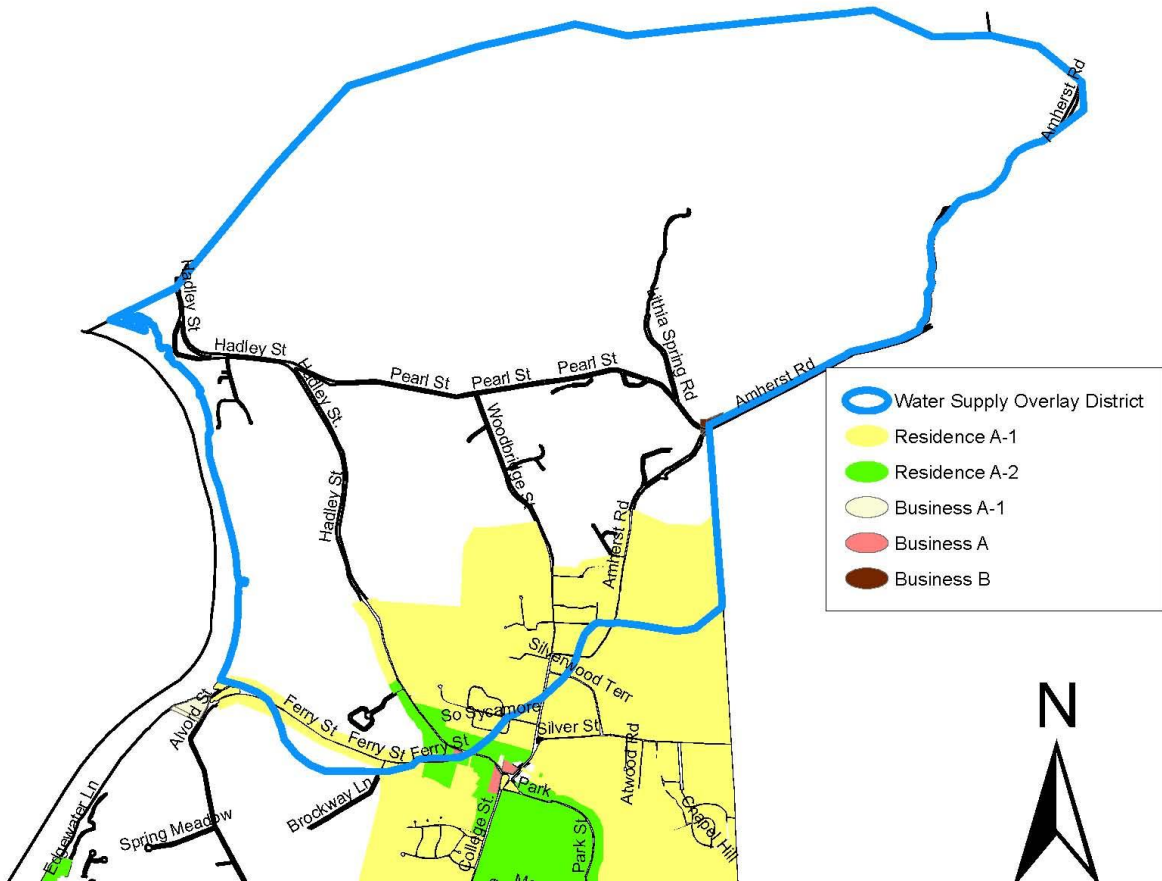 Amherst Rd
Hadley St
Lithia Spring Rd
Hadley St
Hadley St.
Pearl St
Pearl St
Pearl St
Amherst Rd
Water Supply Overlay District
Residence A-1
Residence A-2
Business A-1
Business A
Business B
Woodbridge St
Hadley St
Amherst Rd
Silverwood Terr
Alvord St
Ferry St
Ferry St
Ferry St
So Sycamore
Silver St
Atwood Rd
N
Park
Edgewater Ln
Spring Meadow
Brockway Ln
College St.
Park St
Chapel Hill